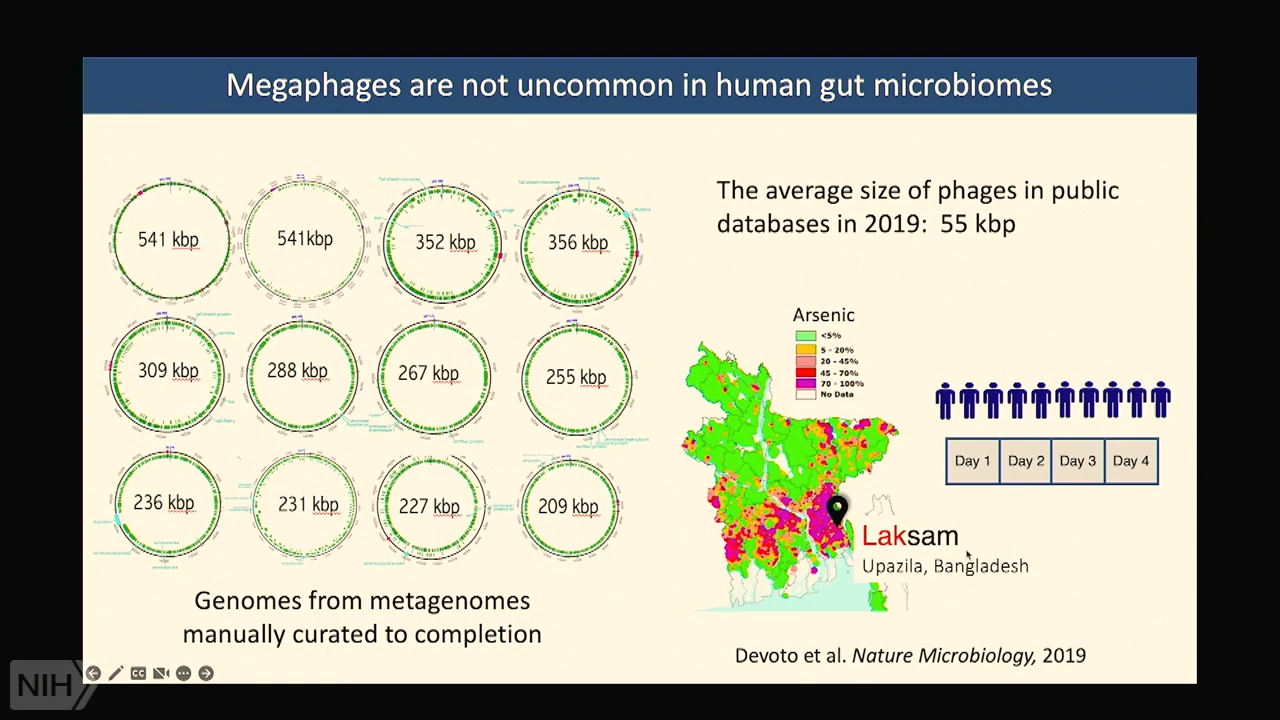 Megaphages are not uncommon in human gut microbiomes
541 kbp
541kbp
352 kbp
356 kbp
309 kbp
288 kbp
267 kbp
255 kbp
236 kbp
231 kbp
227 kbp
209 kbp
Genomes from metagenomes
manually curated to completion
The average size of phages in public
databases in 2019: 55 kbp
Arsenic
<5%
5 - 20%
20 - 45%
45 - 70%
70 - 100%
No Data
Day 1
Day 2
Day 3
Day 4
Laksam
Upazila, Bangladesh
Devoto et al. Nature Microbiology, 2019
CC
NIH